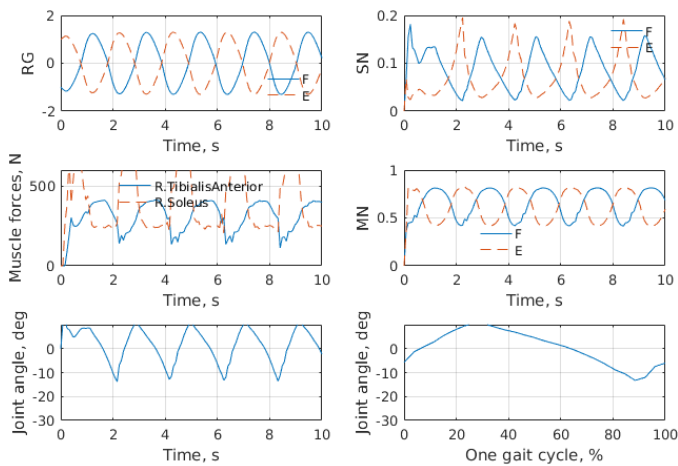 RG
2
0
-2
F
E
0 2 4 6 8 10
Time, s
SN
0.2
0.1
0
F
E
0 2 4 6 8 10
Time, s
Muscle forces, N
500
0
R.TibialisAnterior
R.Soleus
0 2 4 6 8 10
Time, s
MN
1
0.5
0
F
E
0 2 4 6 8 10
Time, s
Joint angle, deg
0
-10
-20
-30
0 2 4 6 8 10
Time, s
Joint angle, deg
0
-10
-20
-30
0 20 40 60 80 100
One gait cycle, %